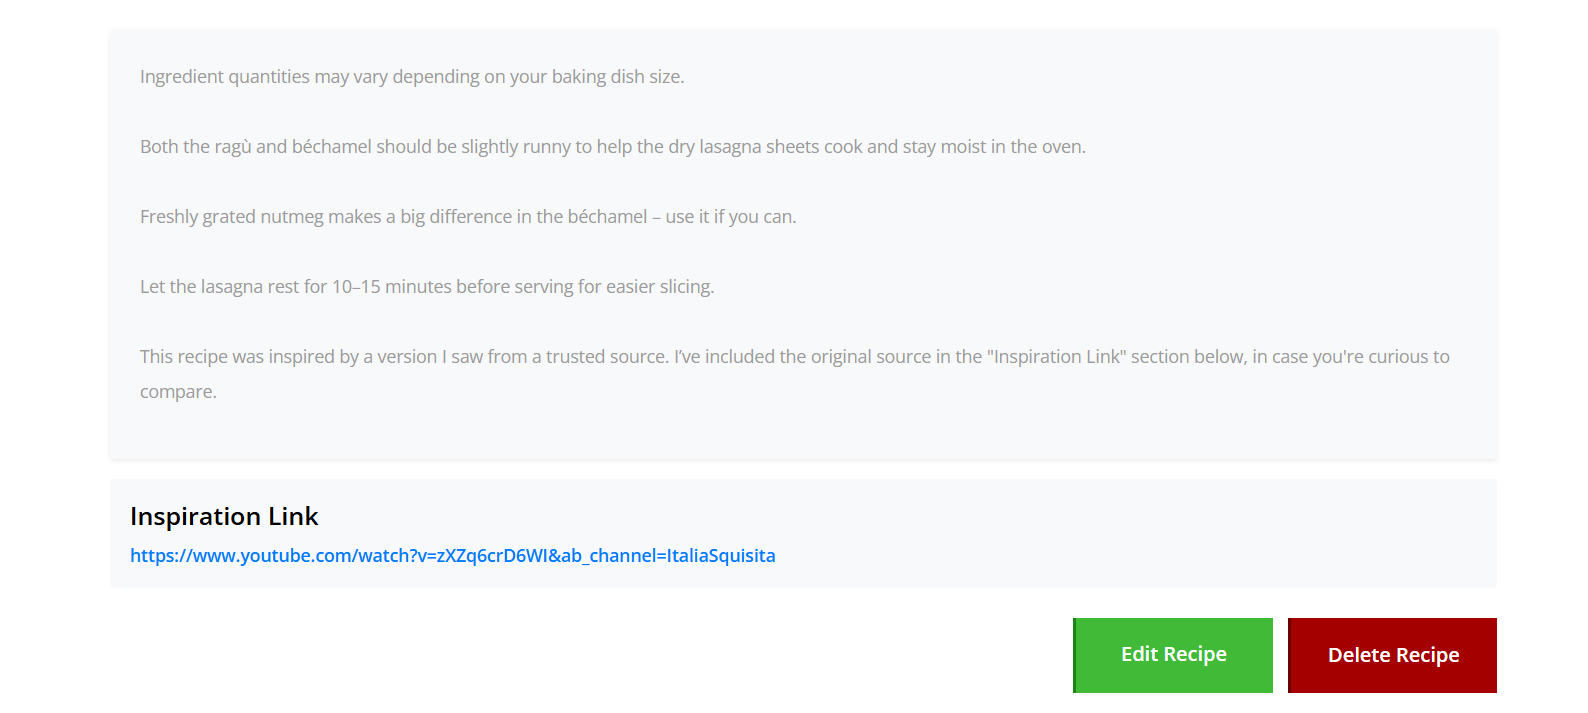 Ingredient quantities may vary depending on your baking dish size.
Both the ragù and béchamel should be slightly runny to help the dry lasagna sheets cook and stay moist in the oven.
Freshly grated nutmeg makes a big difference in the béchamel – use it if you can.
Let the lasagna rest for 10–15 minutes before serving for easier slicing.
This recipe was inspired by a version I saw from a trusted source. I’ve included the original source in the "Inspiration Link" section below, in case you're curious to
compare.
Inspiration Link
https://www.youtube.com/watch?v=zXZq6crD6WI&ab_channel=ItaliaSquisita
Edit Recipe
Delete Recipe